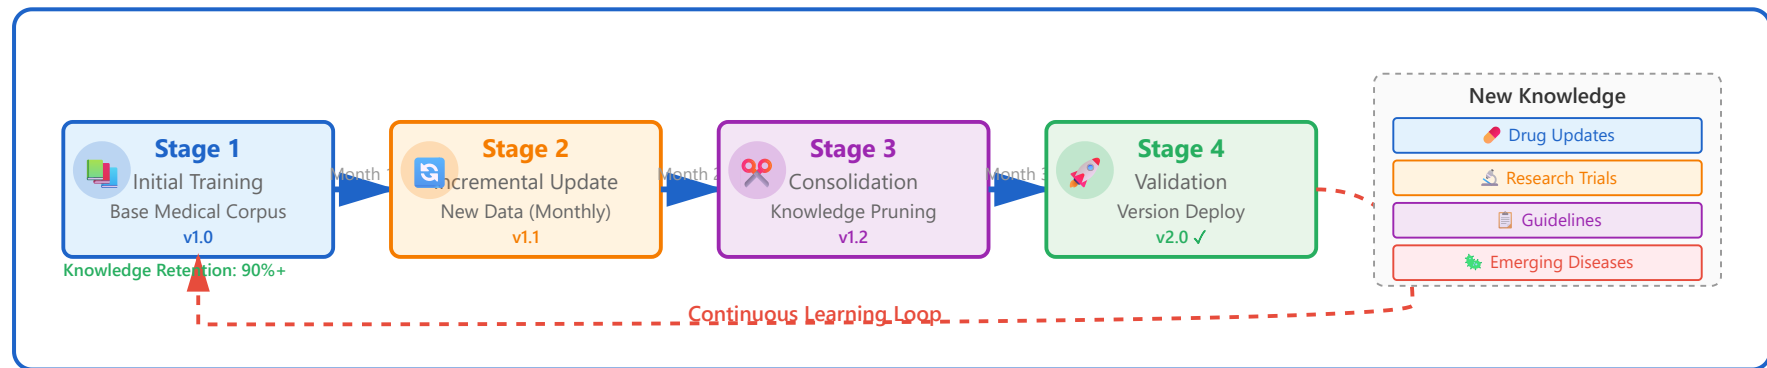 Stage 1
Initial Training
Base Medical Corpus
v1.0
Knowledge Retention: 90%+
Month 1
Stage 2
Incremental Update
New Data (Monthly)
v1.1
Month 2
Stage 3
Consolidation
Knowledge Pruning
v1.2
Month 3
Stage 4
Validation
Version Deploy
v2.0 ✓
New Knowledge
Drug Updates
Research Trials
Guidelines
Emerging Diseases
Continuous Learning Loop